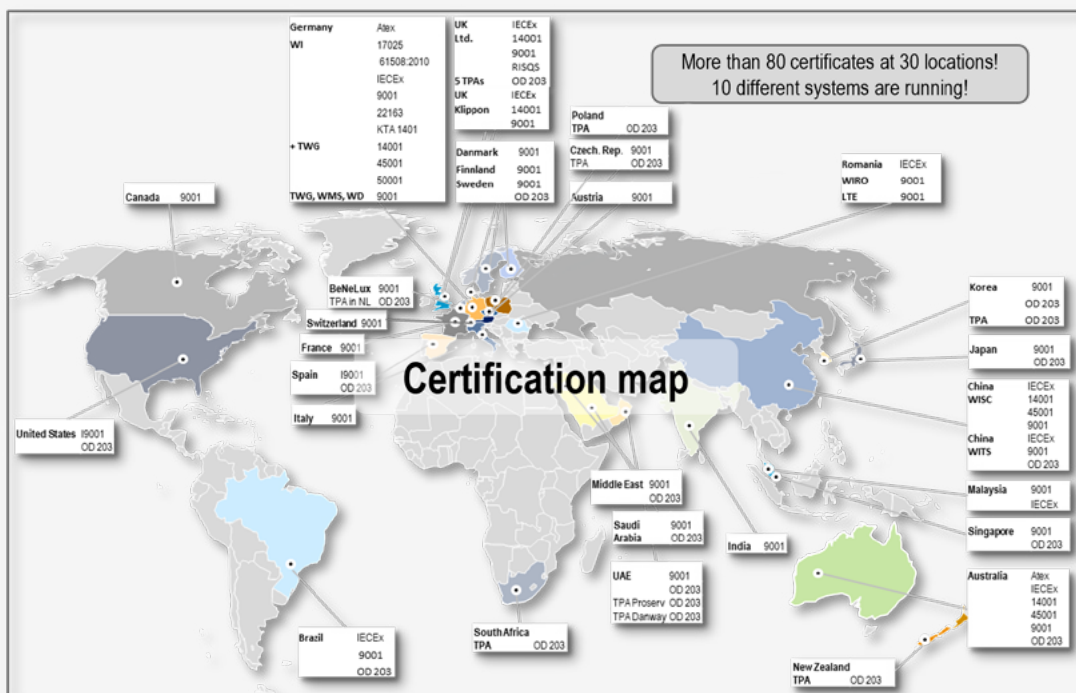 Germany Atex
WI 17025
61508:2010
IECEx
9001
22163
KTA 1401
+ TWG 14001
45001
50001
TWG, WMS, WD 9001
UK IECEx
Ltd. 14001
9001
RISQS
5 TPAs OD 203
UK IECEx
Klippon 14001
9001
More than 80 certificates at 30 locations!
10 different systems are running!
Poland
TPA OD 203
Czech. Rep. 9001
TPA OD 203
Austria 9001
Danmark 9001
Finnland 9001
Sweden 9001
OD 203
Romania IECEx
WIRO 9001
LTE 9001
Canada 9001
BeNeLux 9001
TPA in NL OD 203
Switzerland 9001
France 9001
Spain I9001
OD 203
Italy 9001
Certification map
United States I9001
OD 203
Korea 9001
OD 203
TPA OD 203
Japan 9001
OD 203
China IECEx
WISC 14001
45001
9001
China IECEx
WITS 9001
OD 203
Malaysia 9001
IECEx
Singapore 9001
OD 203
Middle East 9001
OD 203
Saudi 9001
Arabia OD 203
India 9001
UAE 9001
OD 203
TPA Proserv OD 203
TPA Danway OD 203
Australia Atex
IECEx
14001
45001
9001
OD 203
Brazil IECEx
9001
OD 203
South Africa
TPA OD 203
New Zealand
TPA OD 203